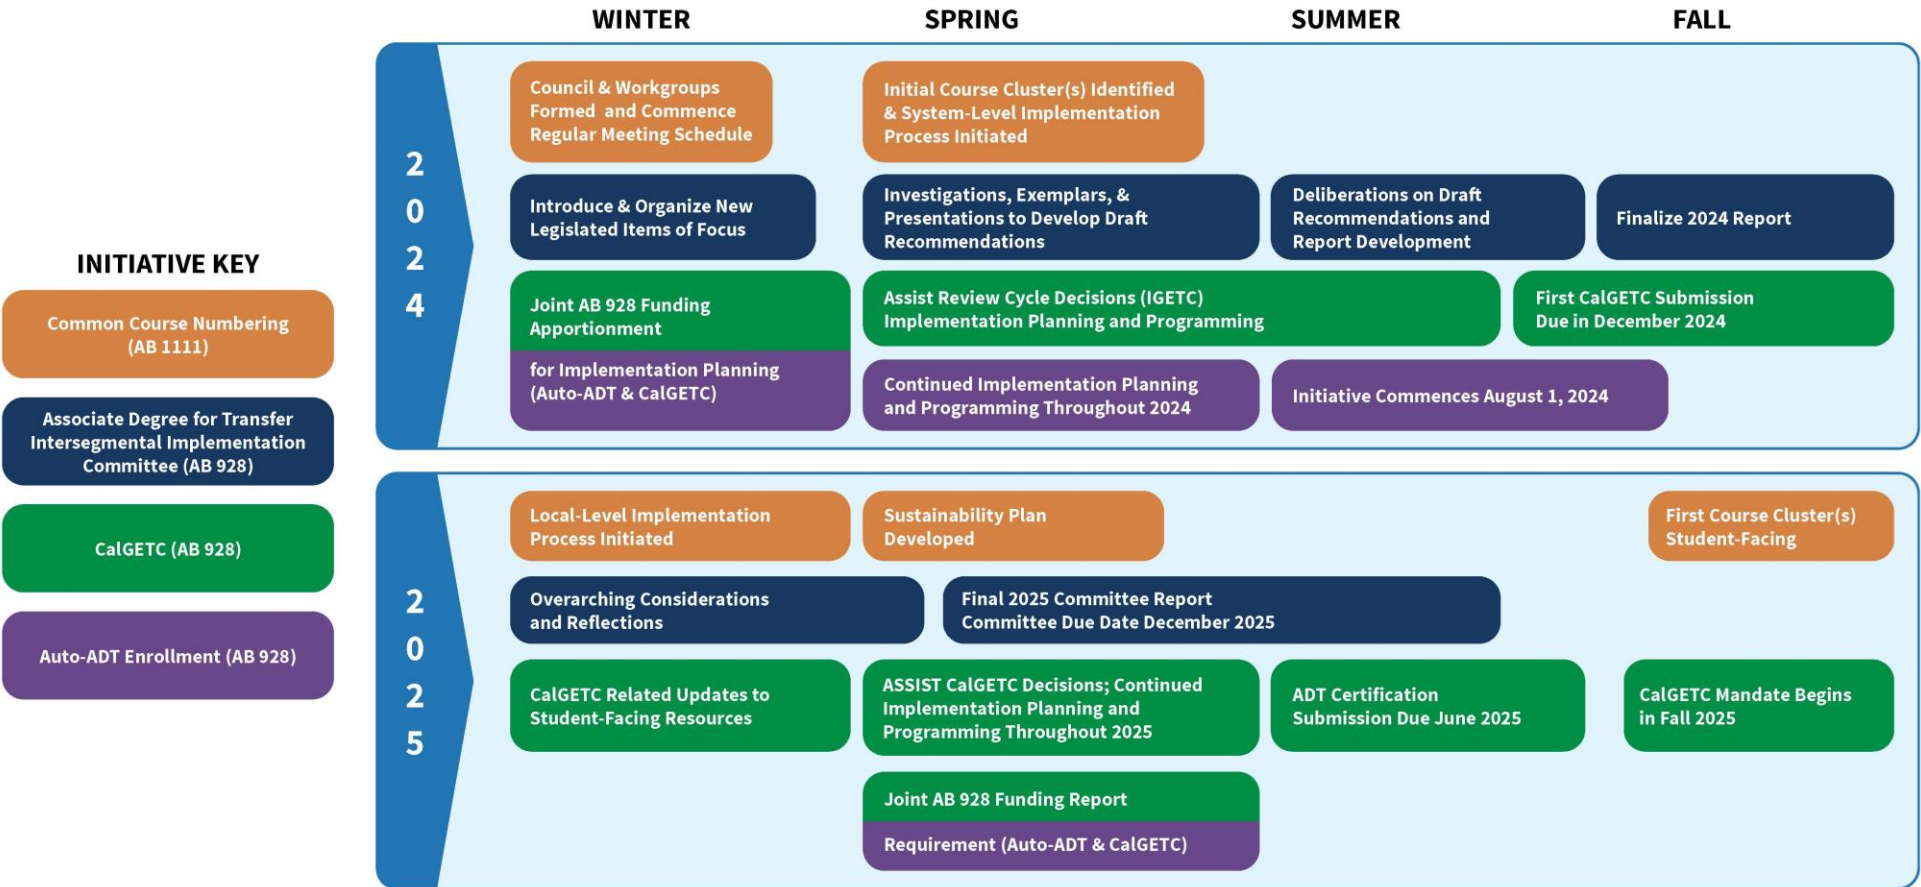 WINTER
SPRING
SUMMER
FALL
INITIATIVE KEY
Common Course Numbering
(AB 1111)
Associate Degree for Transfer
Intersegmental Implementation
Committee (AB 928)
CalGETC (AB 928)
Auto-ADT Enrollment (AB 928)
2
0
2
4
Council & Workgroups
Formed and Commence
Regular Meeting Schedule
Initial Course Cluster(s) Identified
& System-Level Implementation
Process Initiated
Introduce & Organize New
Legislated Items of Focus
Investigations, Exemplars, &
Presentations to Develop Draft
Recommendations
Deliberations on Draft
Recommendations and
Report Development
Finalize 2024 Report
Joint AB 928 Funding
Apportionment
for Implementation Planning
(Auto-ADT & CalGETC)
Assist Review Cycle Decisions (IGETC)
Implementation Planning and Programming
First CalGETC Submission
Due in December 2024
Continued Implementation Planning
and Programming Throughout 2024
Initiative Commences August 1, 2024
2
0
2
5
Local-Level Implementation
Process Initiated
Sustainability Plan
Developed
First Course Cluster(s)
Student-Facing
Overarching Considerations
and Reflections
Final 2025 Committee Report
Committee Due Date December 2025
CalGETC Related Updates to
Student-Facing Resources
ASSIST CalGETC Decisions; Continued
Implementation Planning and
Programming Throughout 2025
ADT Certification
Submission Due June 2025
CalGETC Mandate Begins
in Fall 2025
Joint AB 928 Funding Report
Requirement (Auto-ADT & CalGETC)